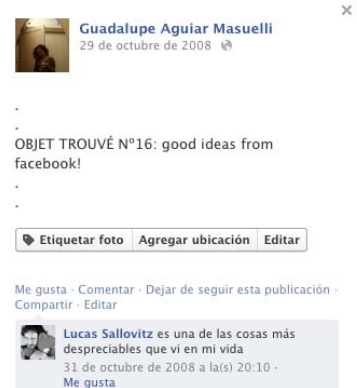 Guadalupe Aguiar Masuelli
29 de octubre de 2008
.
.
OBJET TROUVÉ Nº16: good ideas from
facebook!
.
.
Etiquetar foto Agregar ubicación Editar
Me gusta · Comentar · Dejar de seguir esta publicación ·
Compartir · Editar
Lucas Sallovitz es una de las cosas más
despreciables que vi en mi vida
31 de octubre de 2008 a la(s) 20:10 ·
Me gusta